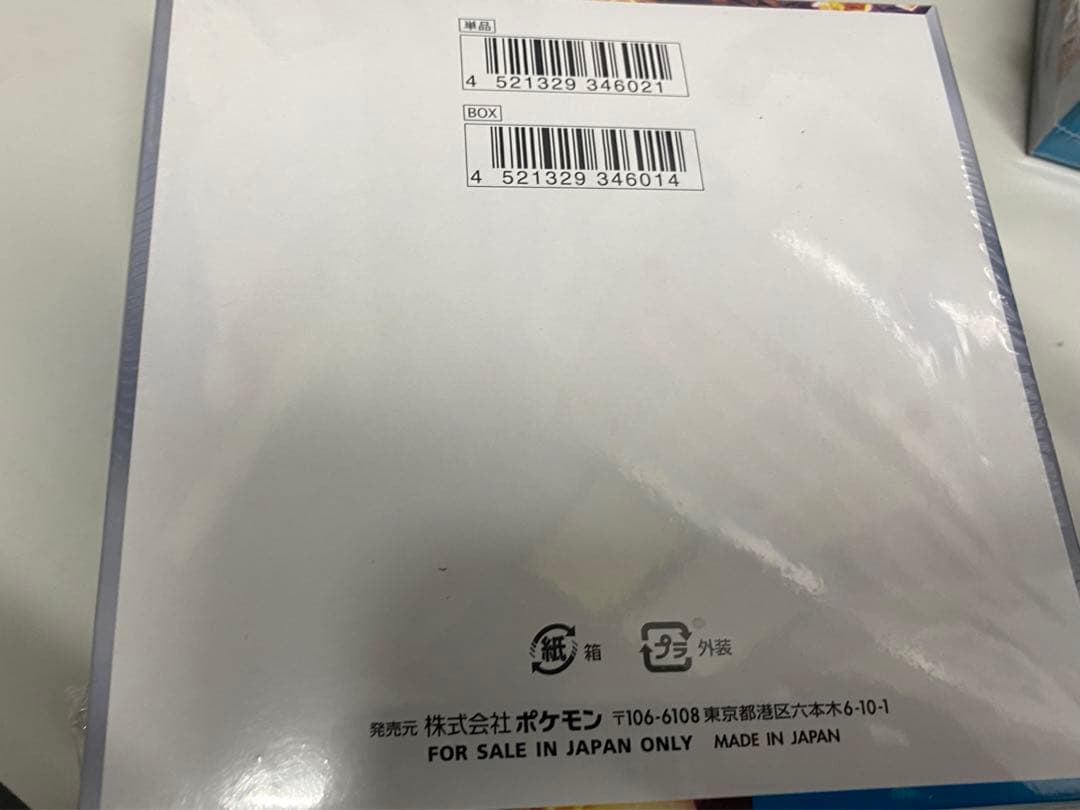 単品
4 521329 346021
BOX
4 521329 346014
紙 箱
プラ 外装
発売元 株式会社ポケモン 〒106-6108 東京都港区六本木6-10-1
FOR SALE IN JAPAN ONLY MADE IN JAPAN